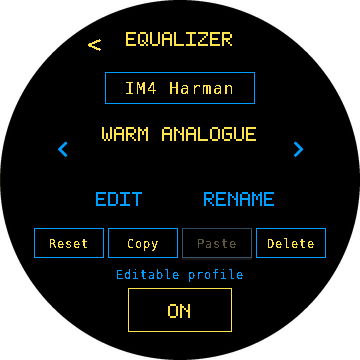 < EQUALIZER
IM4 Harman
WARM ANALOGUE
< >
EDIT RENAME
Reset Copy Paste Delete
Editable profile
ON